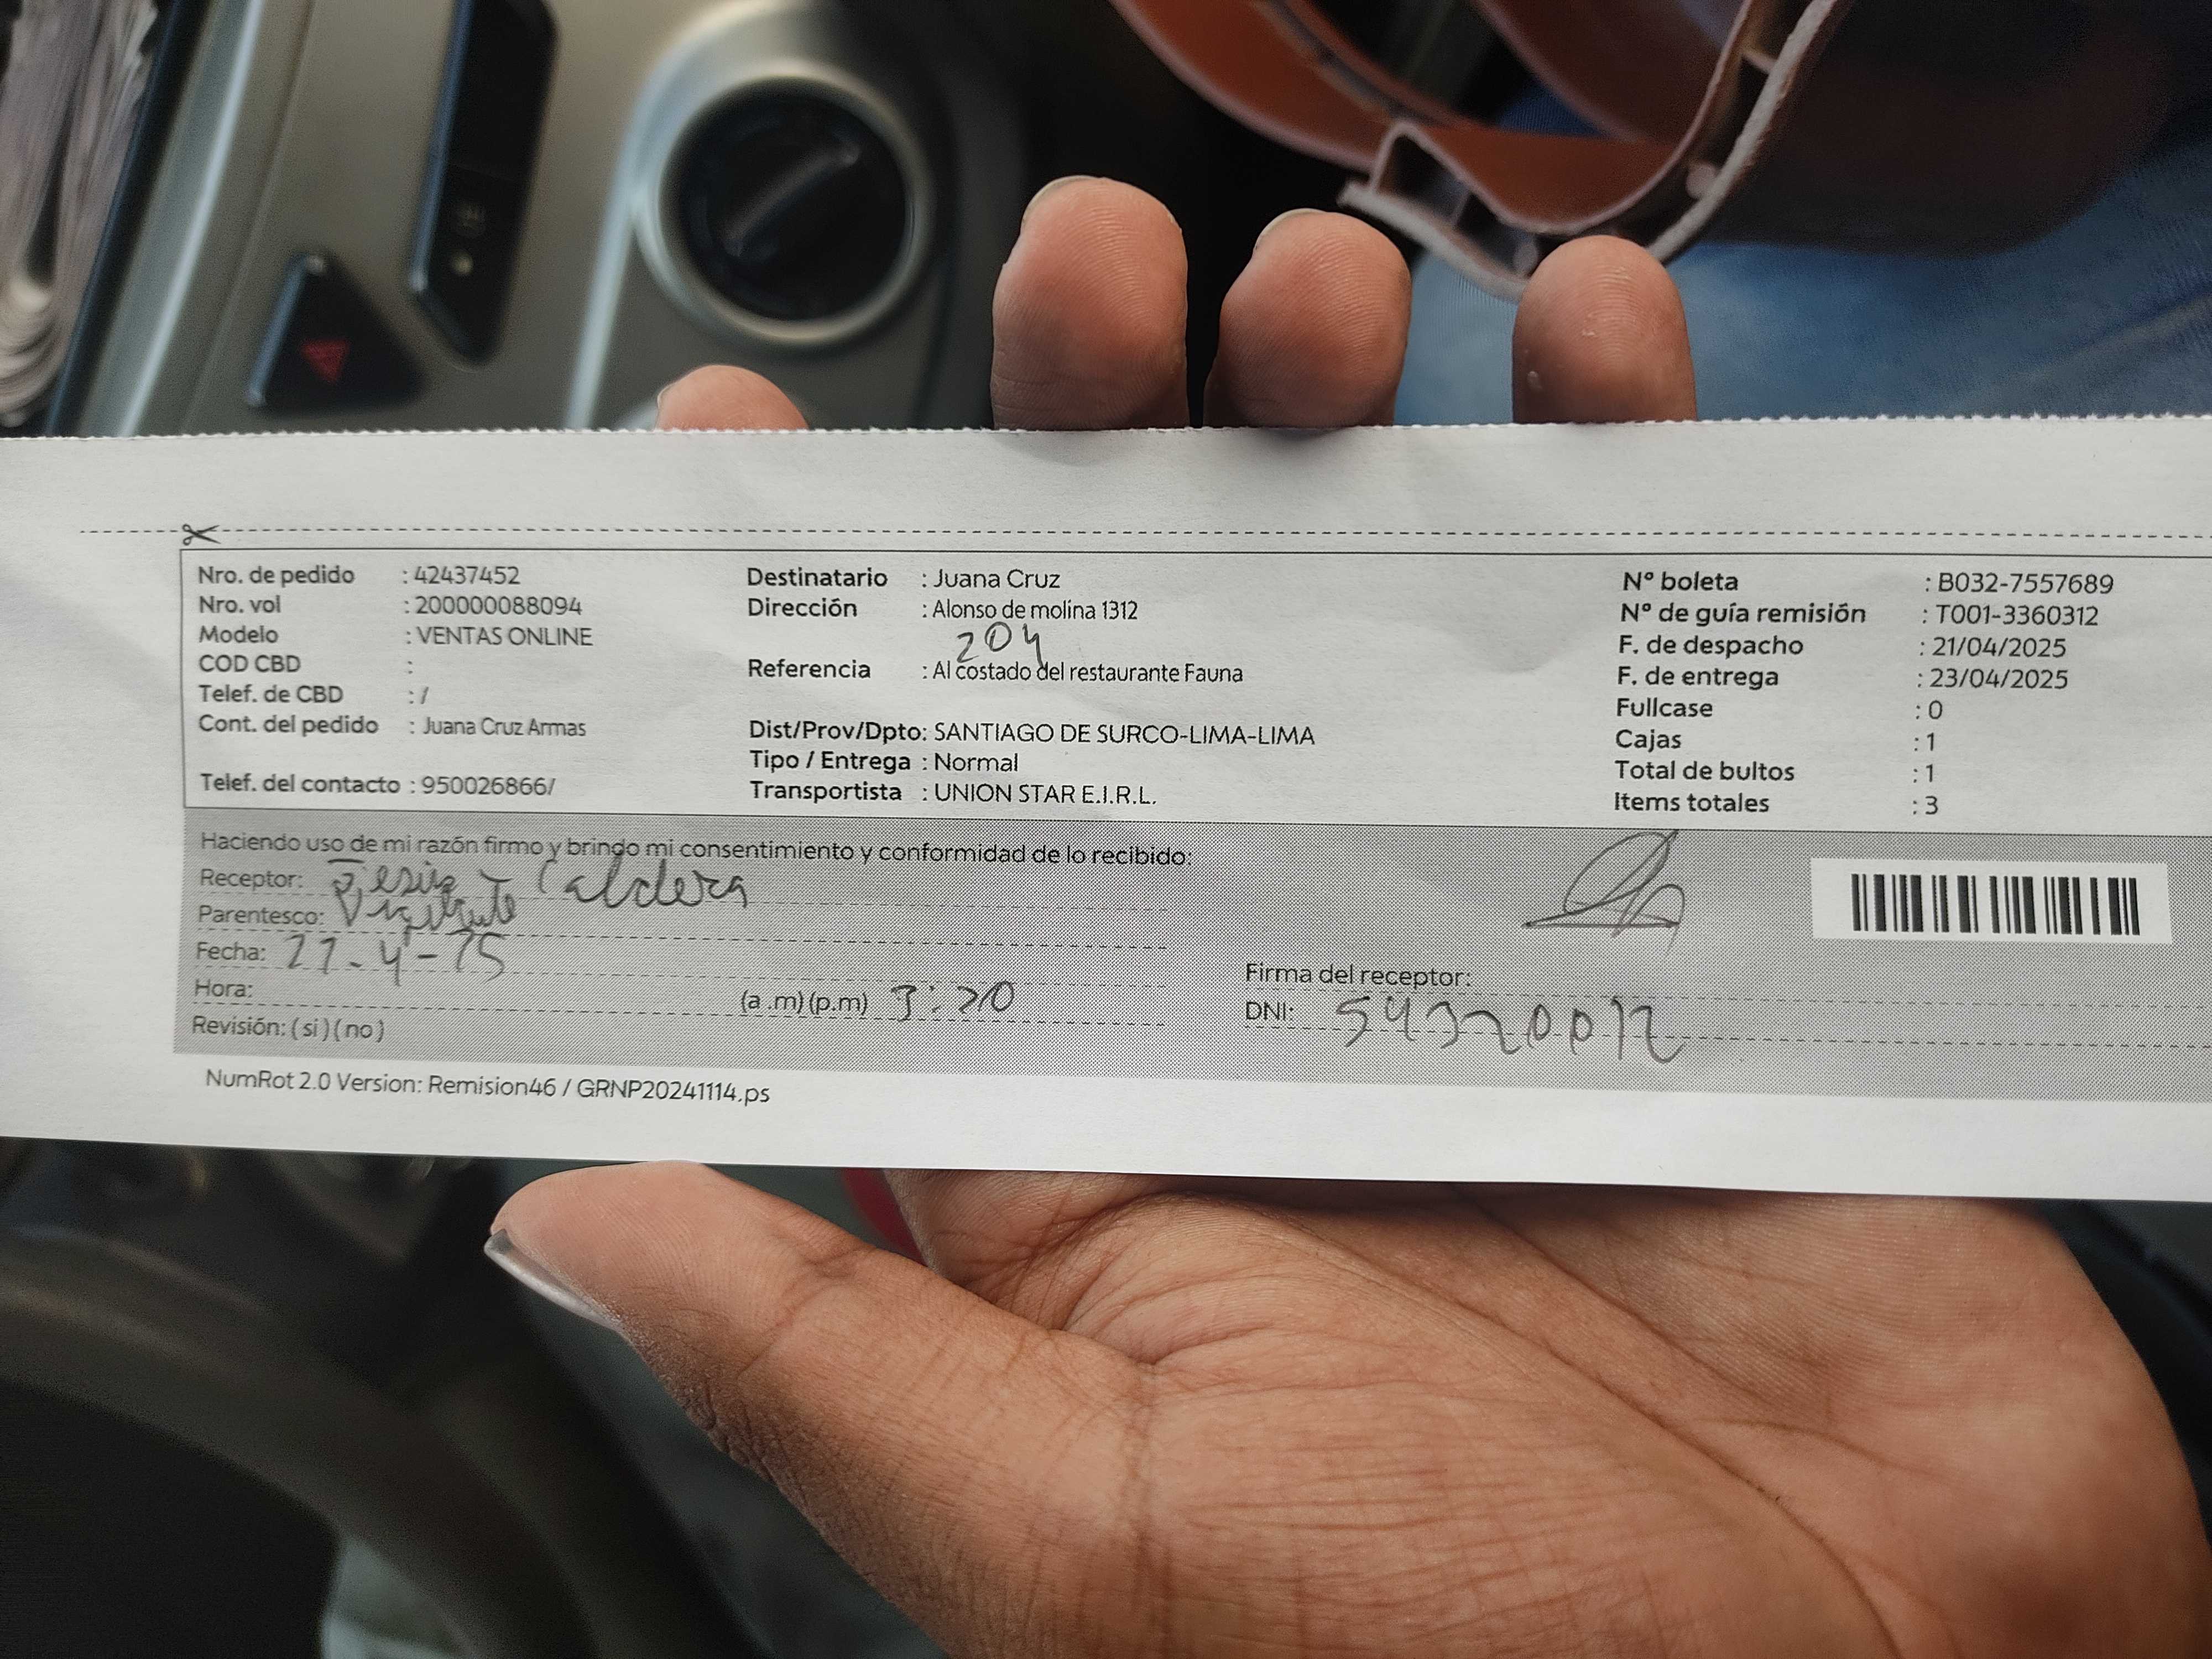 Nro. de pedido : 42437452
Nro. vol : 200000088094
Modelo : VENTAS ONLINE
COD CBD :
Telef. de CBD : /
Cont. del pedido : Juana Cruz Armas
Telef. del contacto : 950026866/
Destinatario : Juana Cruz
Dirección : Alonso de molina 1312
204
Referencia : Al costado del restaurante Fauna
Dist/Prov/Dpto: SANTIAGO DE SURCO-LIMA-LIMA
Tipo / Entrega : Normal
Transportista : UNION STAR E.I.R.L.
N° boleta : B032-7557689
N° de guía remisión : T001-3360312
F. de despacho : 21/04/2025
F. de entrega : 23/04/2025
Fullcase : 0
Cajas : 1
Total de bultos : 1
Items totales : 3
Haciendo uso de mi razón firmo y brindo mi consentimiento y conformidad de lo recibido:
Receptor: Jesús Caldera
Parentesco: Vigilante
Fecha:
Hora: (a .m) (p.m) 3:20
Revisión: ( si ) ( no )
Firma del receptor:
DNI:
NumRot 2.0 Version: Remision46 / GRNP20241114.ps